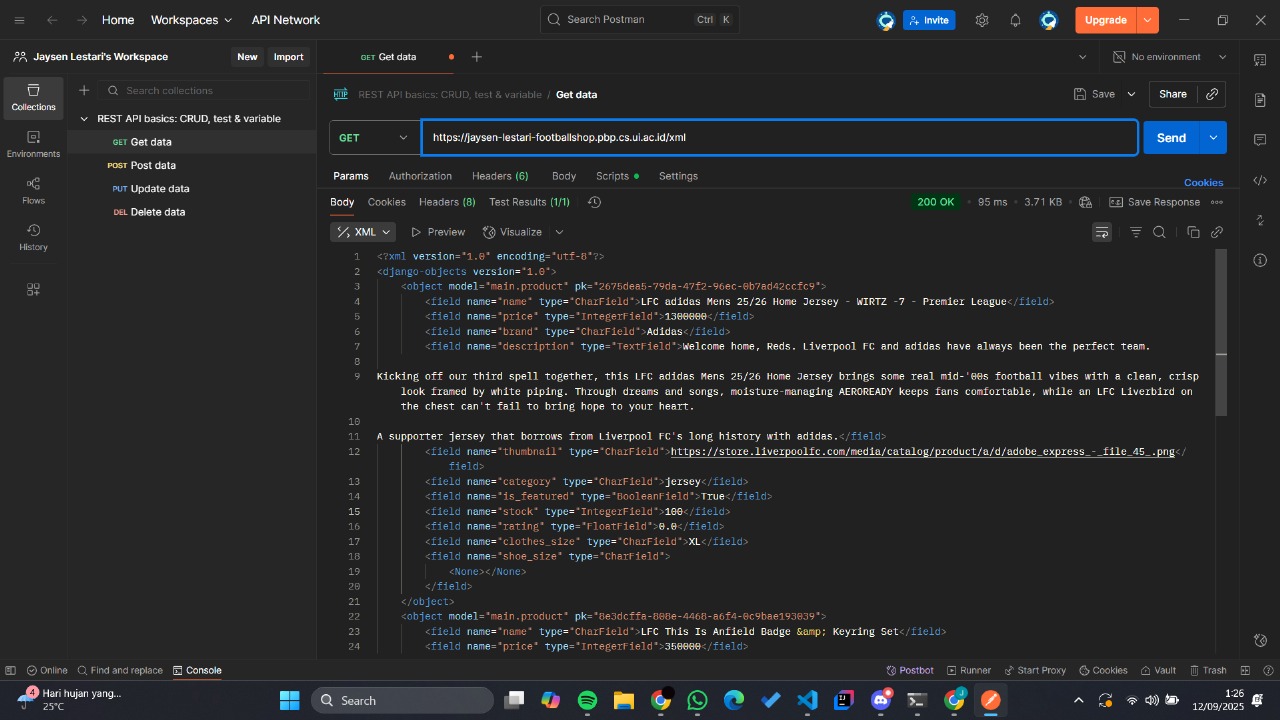 Home Workspaces API Network Search Postman Ctrl K Invite Upgrade
Jaysen Lestari's Workspace New Import GET Get data No environment
Collections
Environments
Flows
History
Search collections
REST API basics: CRUD, test & variable
GET Get data
POST Post data
PUT Update data
DEL Delete data
HTTP REST API basics: CRUD, test & variable / Get data Save Share
GET https://jaysen-lestari-footballshop.pbp.cs.ui.ac.id/xml Send
Params Authorization Headers (6) Body Scripts Settings Cookies
Body Cookies Headers (8) Test Results (1/1) 200 OK • 95 ms • 3.71 KB • Save Response
XML Preview Visualize
1 <?xml version="1.0" encoding="utf-8"?>
2 <django-objects version="1.0">
3 <object model="main.product" pk="2675dea5-79da-47f2-96ec-0b7ad42ccfc9">
4 <field name="name" type="CharField">LFC adidas Mens 25/26 Home Jersey - WIRTZ -7 - Premier League</field>
5 <field name="price" type="IntegerField">1300000</field>
6 <field name="brand" type="CharField">Adidas</field>
7 <field name="description" type="TextField">Welcome home, Reds. Liverpool FC and adidas have always been the perfect team.
8
9 Kicking off our third spell together, this LFC adidas Mens 25/26 Home Jersey brings some real mid-'00s football vibes with a clean, crisp
look framed by white piping. Through dreams and songs, moisture-managing AEROREADY keeps fans comfortable, while an LFC Liverbird on
the chest can't fail to bring hope to your heart.
10
11 A supporter jersey that borrows from Liverpool FC's long history with adidas.</field>
12 <field name="thumbnail" type="CharField">https://store.liverpoolfc.com/media/catalog/product/a/d/adobe_express_-_file_45_.png</
field>
13 <field name="category" type="CharField">jersey</field>
14 <field name="is_featured" type="BooleanField">True</field>
15 <field name="stock" type="IntegerField">100</field>
16 <field name="rating" type="FloatField">0.0</field>
17 <field name="clothes_size" type="CharField">XL</field>
18 <field name="shoe_size" type="CharField">
19 <None></None>
20 </field>
21 </object>
22 <object model="main.product" pk="8e3dcffa-808e-4468-a6f4-0c9bae193039">
23 <field name="name" type="CharField">LFC This Is Anfield Badge &amp; Keyring Set</field>
24 <field name="price" type="IntegerField">350000</field>
Online Find and replace Console Postbot Runner Start Proxy Cookies Vault Trash
4 Hari hujan yang...
25°C
Search
1:26
12/09/2025